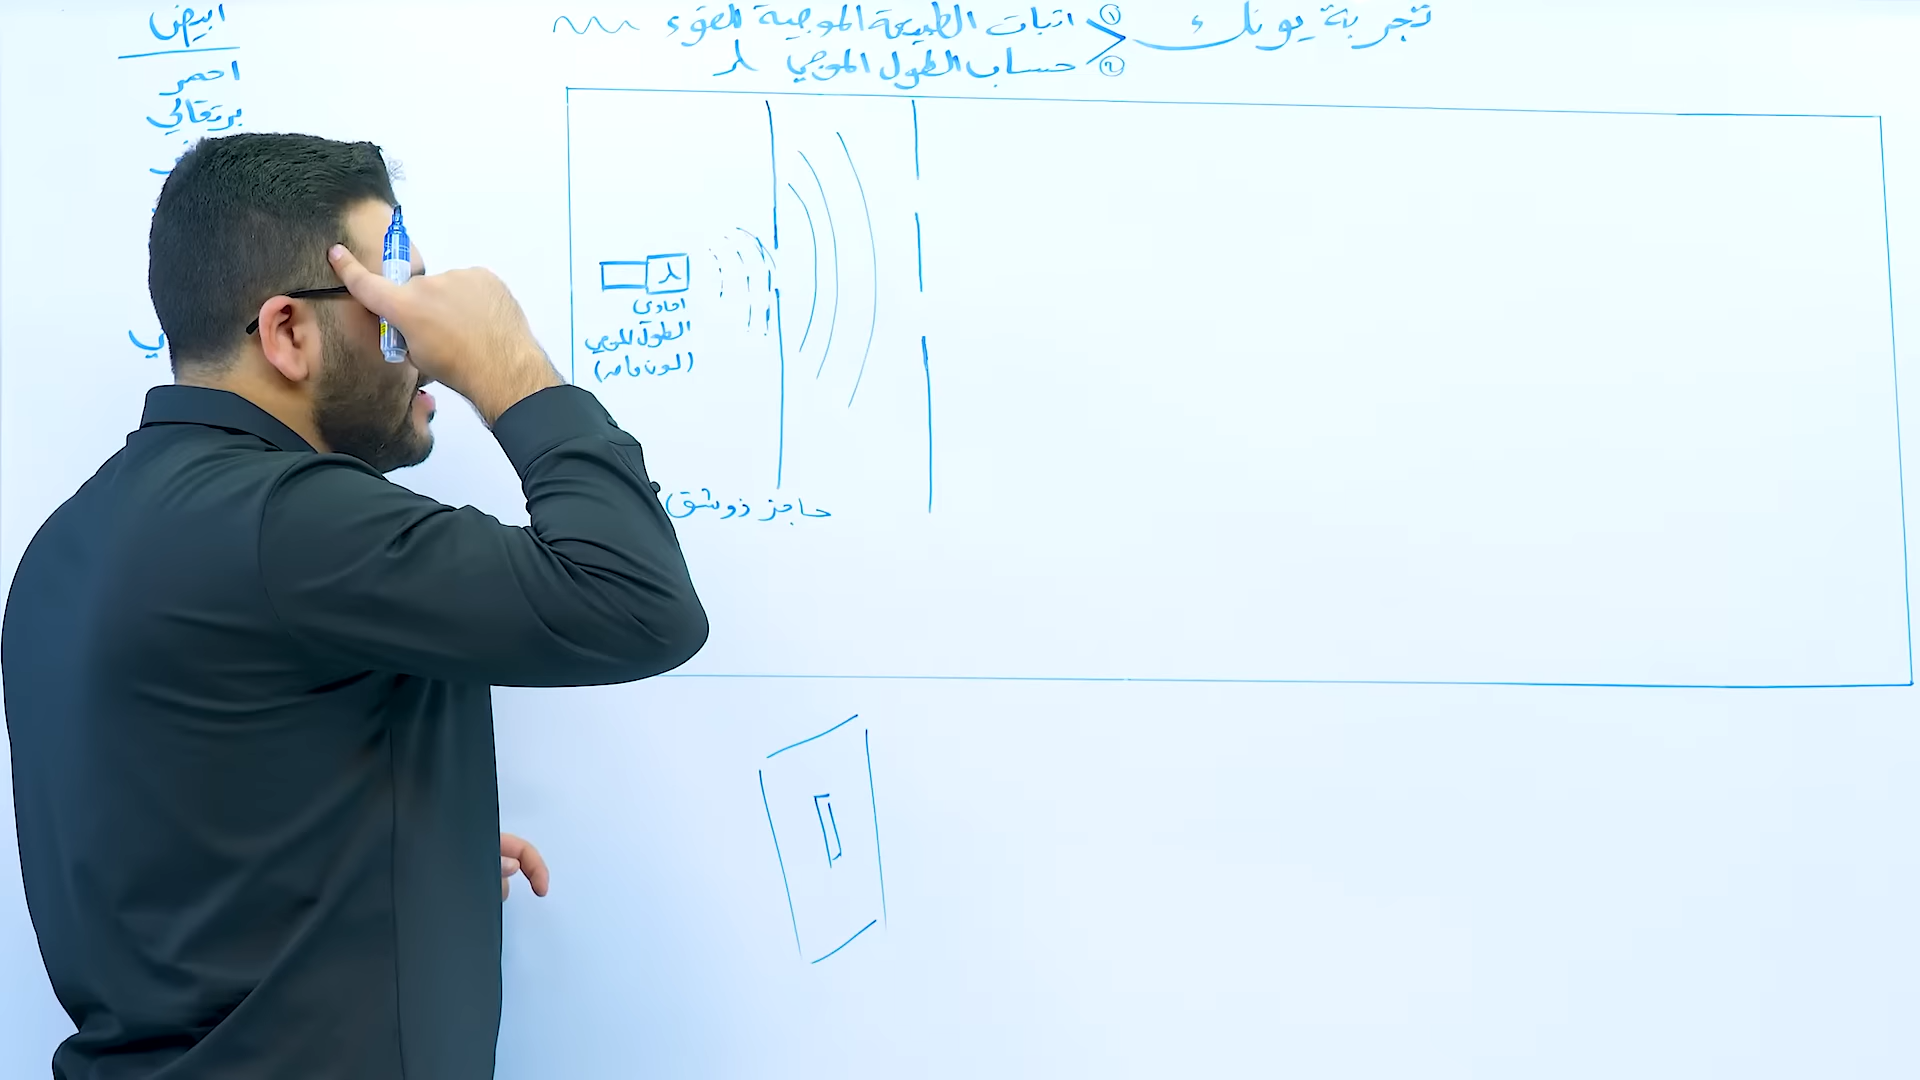 تجربة يونك
① اثبات الطبيعة الموجية للضوء
② حساب الطول الموجي λ
ابيض
احمر
برتقالي
λ
احادي
الطول الموجي
(لون واحد)
حاجز ذو شق